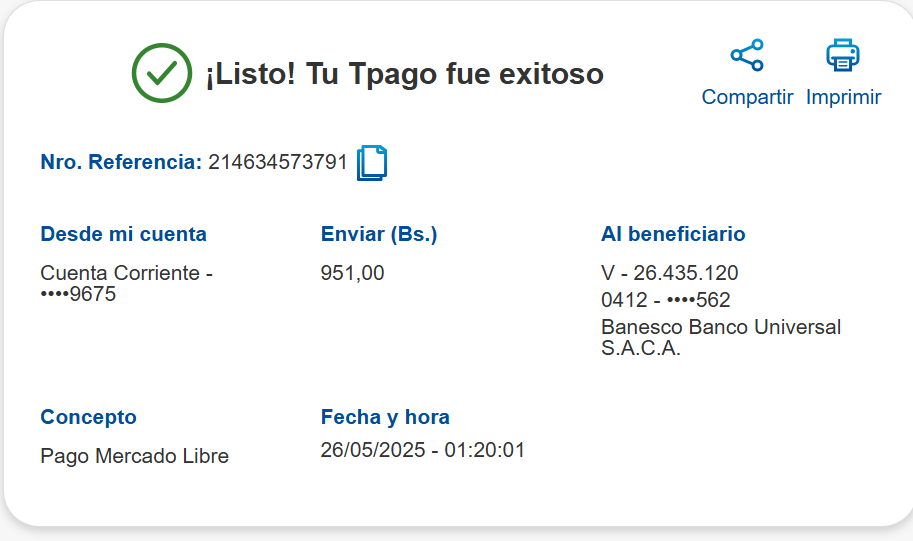 ¡Listo! Tu Tpago fue exitoso
Compartir
Imprimir
Nro. Referencia: 214634573791
Desde mi cuenta
Cuenta Corriente -
••••9675
Enviar (Bs.)
951,00
Al beneficiario
V - 26.435.120
0412 - ••••562
Banesco Banco Universal
S.A.C.A.
Concepto
Pago Mercado Libre
Fecha y hora
26/05/2025 - 01:20:01